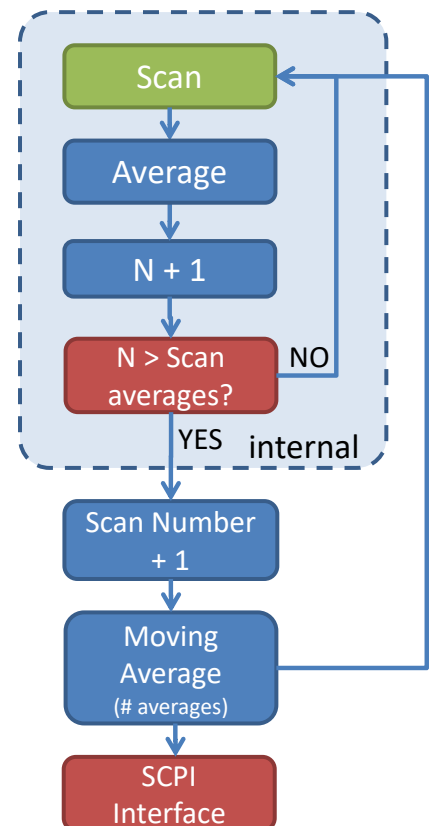 Scan
Average
N + 1
N > Scan
averages?
NO
YES
internal
Scan Number
+ 1
Moving
Average
(# averages)
SCPI
Interface